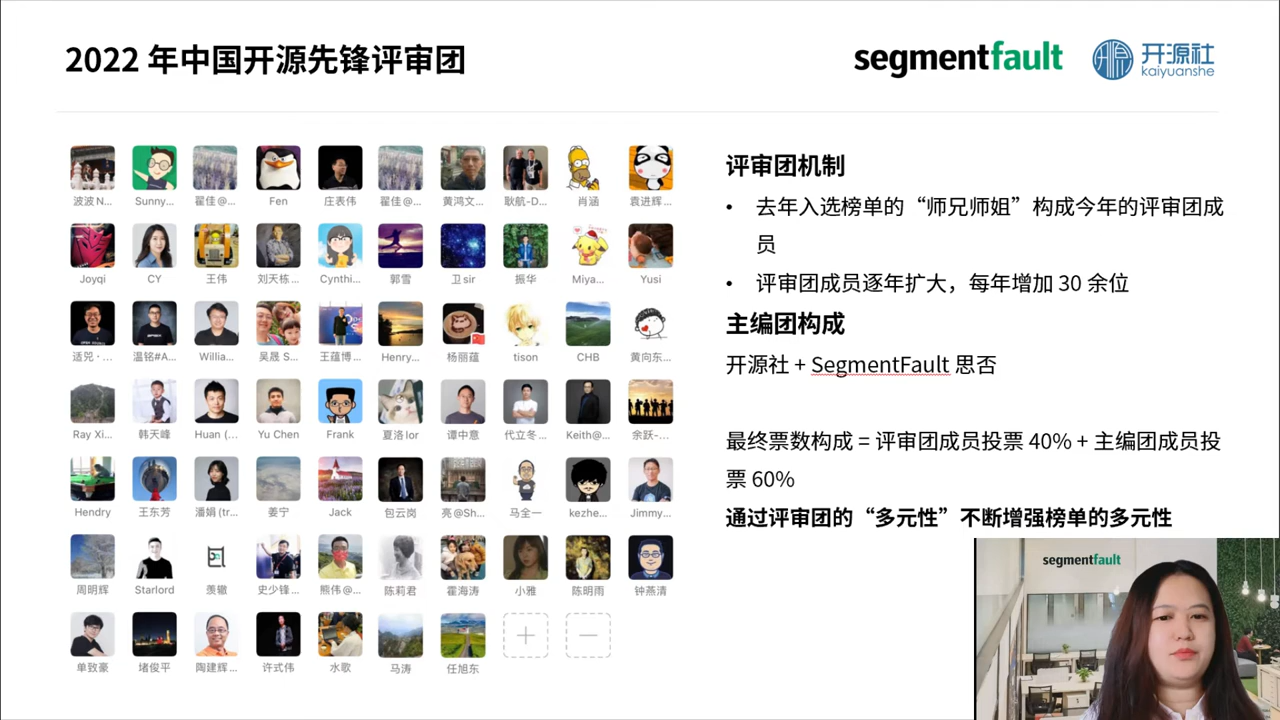 2022 年中国开源先锋评审团
segmentfault
开源社
kaiyuanshe
波波 N... Sunny... 翟佳@... Fen 庄表伟 翟佳@... 黄鸿文... 耿航-D... 肖涵 袁进辉...
Joyqi CY 王伟 刘天栋... Cynthi... 郭雪 卫sir 振华 Miya... Yusi
适兕 · ... 温铭#A... Willia... 吴晟 S... 王蕴博... Henry... 杨丽蕴 tison CHB 黄向东...
Ray Xi... 韩天峰 Huan (... Yu Chen Frank 夏洛lor 谭中意 代立冬... Keith@... 余跃-...
Hendry 王东芳 潘娟 (tr... 姜宁 Jack 包云岗 亮 @Sh... 马全一 kezhe... Jimmy...
周明辉 Starlord 羡辙 史少锋... 熊伟@... 陈莉君 霍海涛 小雅 陈明雨 钟燕清
单致豪 堵俊平 陶建辉... 许式伟 水歌 马涛 任旭东
评审团机制
• 去年入选榜单的“师兄师姐”构成今年的评审团成
员
• 评审团成员逐年扩大，每年增加 30 余位
主编团构成
开源社 + SegmentFault 思否
最终票数构成 = 评审团成员投票 40% + 主编团成员投
票 60%
通过评审团的“多元性”不断增强榜单的多元性
segmentfault